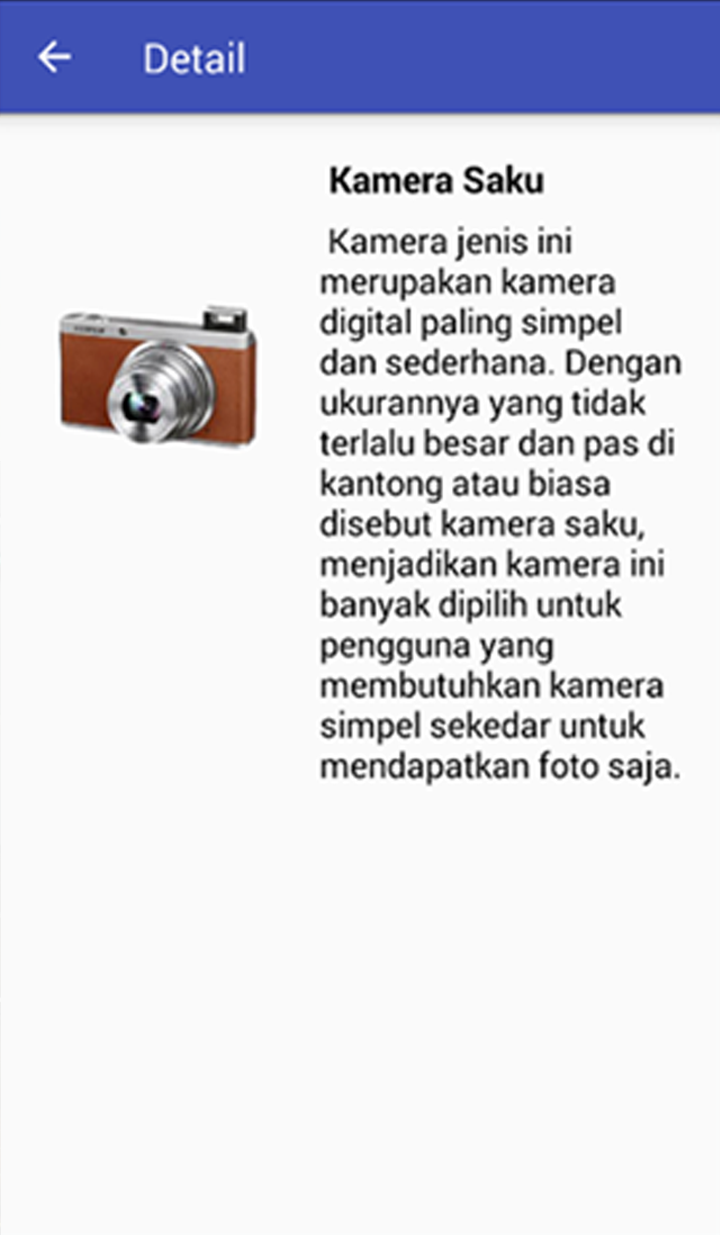 Detail
Kamera Saku
Kamera jenis ini
merupakan kamera
digital paling simpel
dan sederhana. Dengan
ukurannya yang tidak
terlalu besar dan pas di
kantong atau biasa
disebut kamera saku,
menjadikan kamera ini
banyak dipilih untuk
pengguna yang
membutuhkan kamera
simpel sekedar untuk
mendapatkan foto saja.